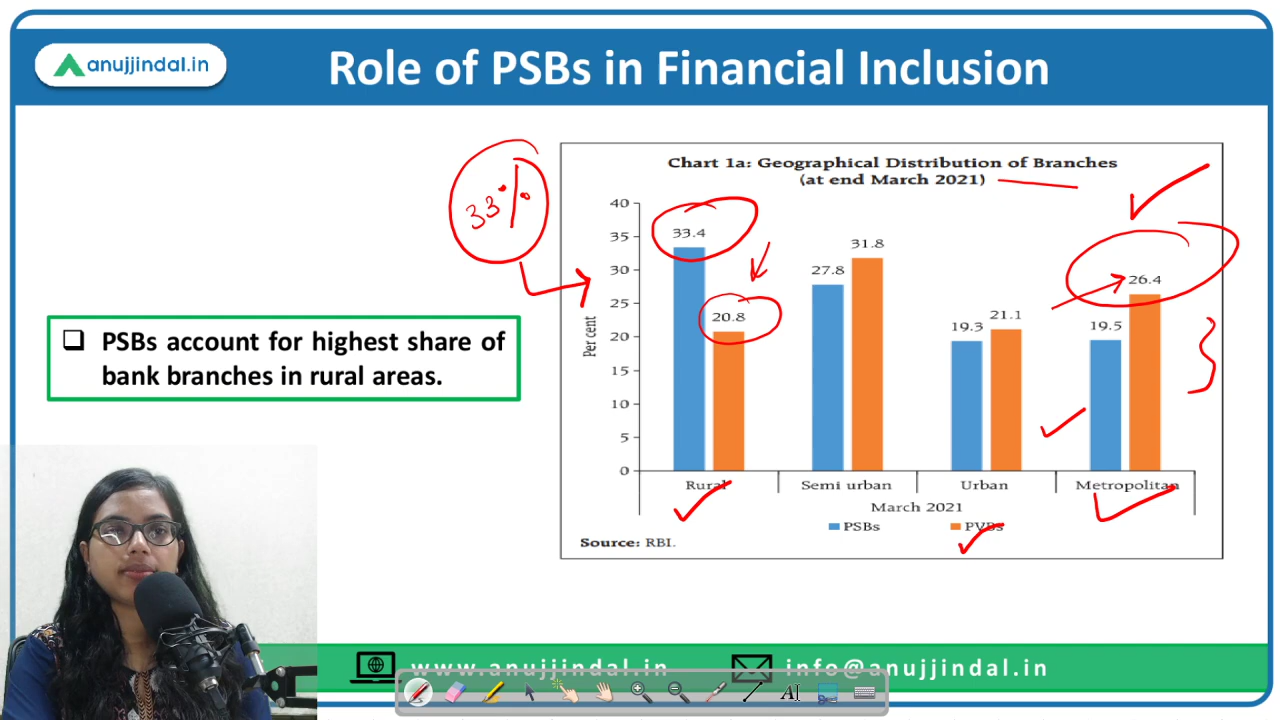 anujjindal.in
Role of PSBs in Financial Inclusion
33%
Chart 1a: Geographical Distribution of Branches
(at end March 2021)
40
35
30
25
20
15
10
5
0
Per cent
33.4
20.8
27.8
31.8
19.3
21.1
19.5
26.4
Rural
Semi urban
Urban
Metropolitan
March 2021
PSBs
PVBs
Source: RBI.
PSBs account for highest share of
bank branches in rural areas.
www.anujjindal.in
info@anujjindal.in
A